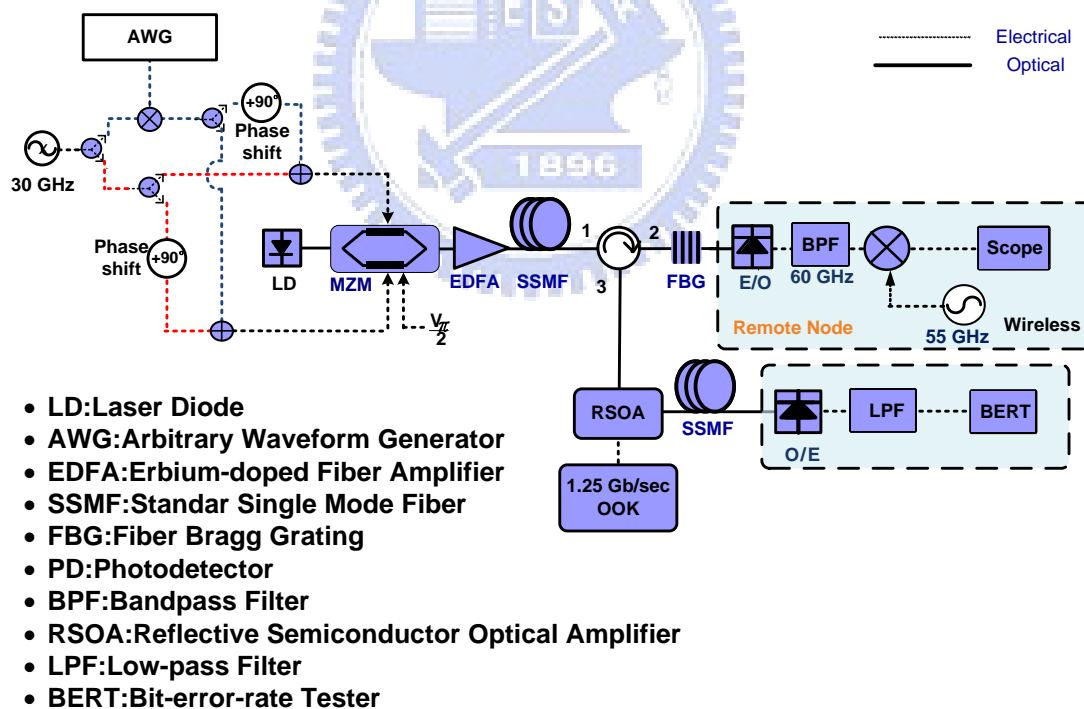 AWG
Electrical
Optical
+90°
Phase
shift
30 GHz
1896
Phase
shift
+90°
LD
MZM
EDFA
SSMF
1
2
3
FBG
E/O
BPF
60 GHz
Scope
Remote Node
55 GHz
Wireless
Vπ
2
RSOA
SSMF
O/E
LPF
BERT
1.25 Gb/sec
OOK
• LD:Laser Diode
• AWG:Arbitrary Waveform Generator
• EDFA:Erbium-doped Fiber Amplifier
• SSMF:Standar Single Mode Fiber
• FBG:Fiber Bragg Grating
• PD:Photodetector
• BPF:Bandpass Filter
• RSOA:Reflective Semiconductor Optical Amplifier
• LPF:Low-pass Filter
• BERT:Bit-error-rate Tester